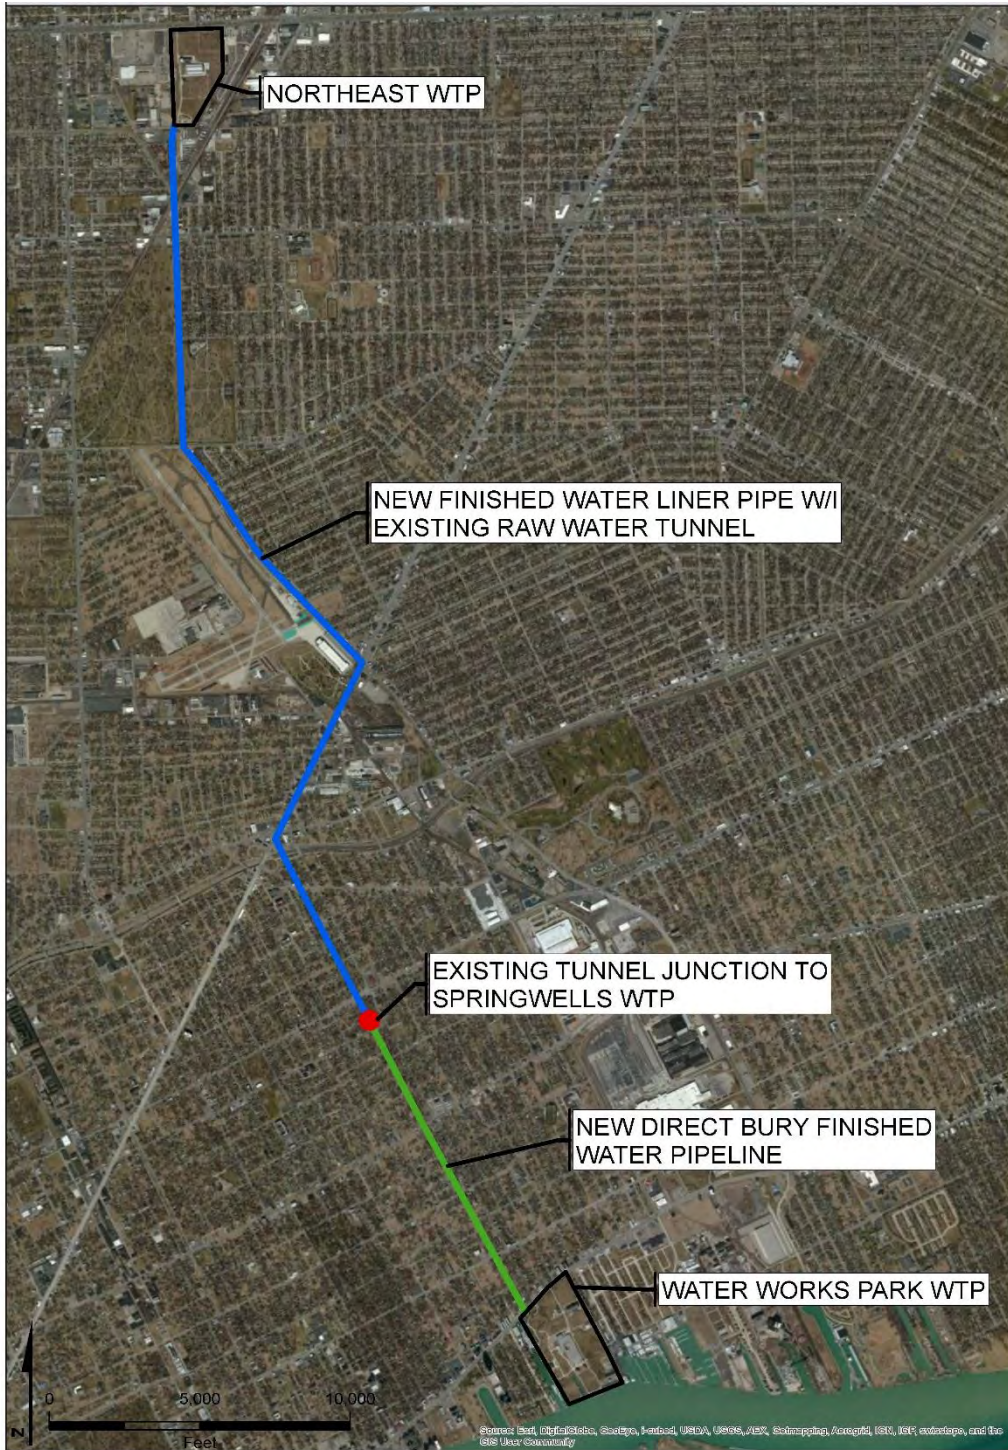 NORTHEAST WTP
NEW FINISHED WATER LINER PIPE W/I
EXISTING RAW WATER TUNNEL
EXISTING TUNNEL JUNCTION TO
SPRINGWELLS WTP
NEW DIRECT BURY FINISHED
WATER PIPELINE
WATER WORKS PARK WTP
0 5,000 10,000
Feet
N
Source: Esri, DigitalGlobe, GeoEye, i-cubed, USDA, USGS, AEX, Getmapping, Aerogrid, IGN, IGP, swisstopo, and the
GIS User Community